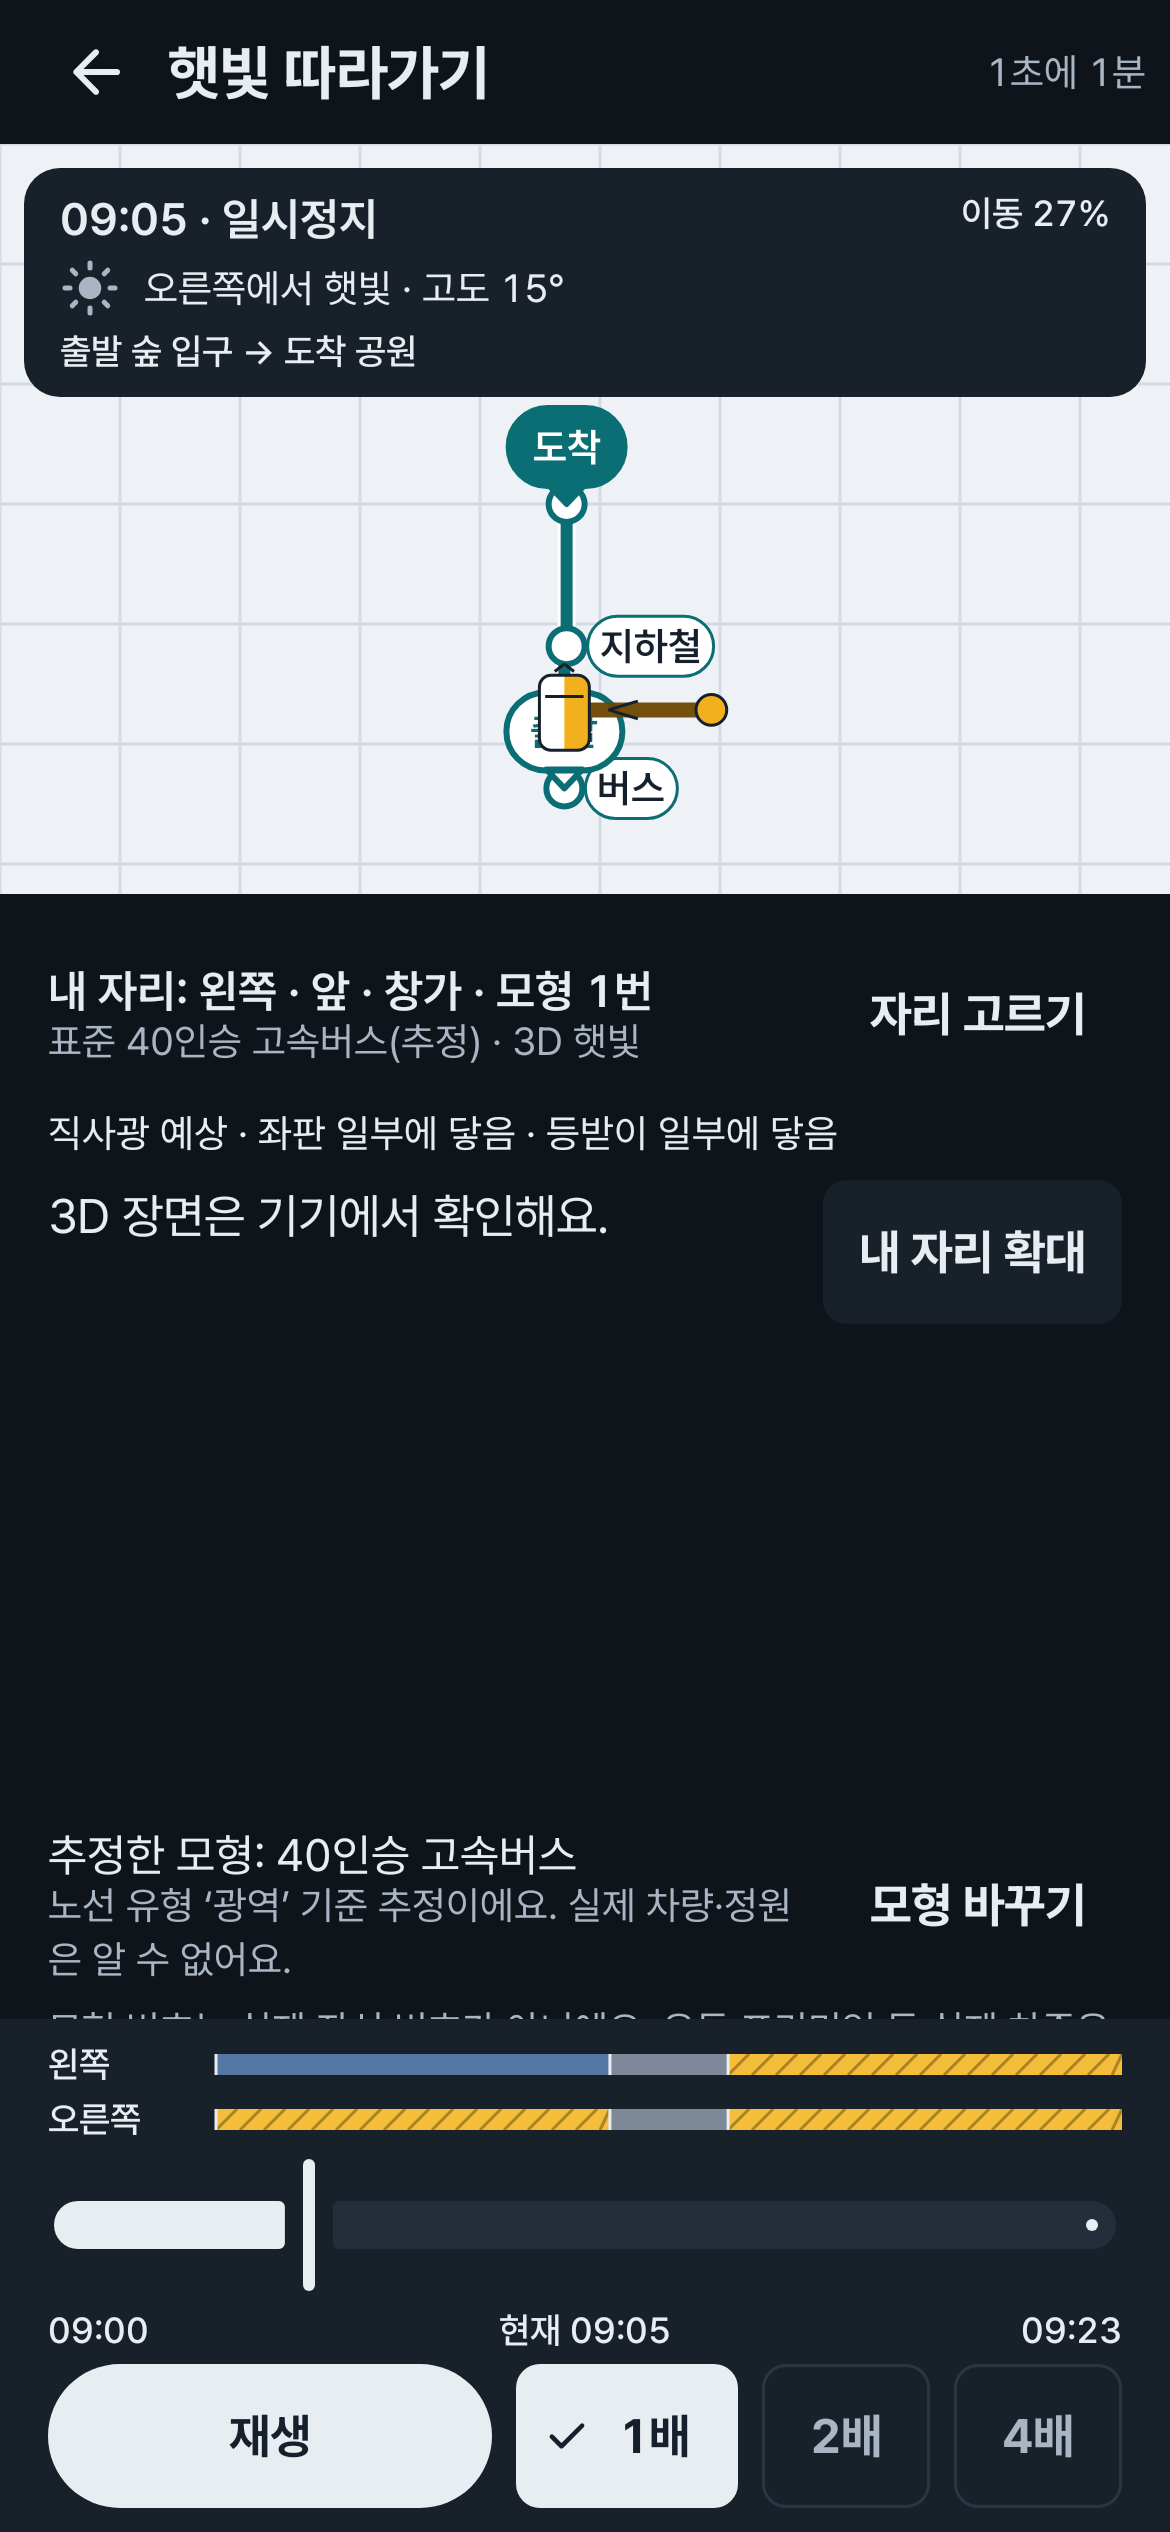 햇빛 따라가기
1초에 1분
09:05 · 일시정지
이동 27%
오른쪽에서 햇빛 · 고도 15°
출발 숲 입구 → 도착 공원
도착
지하철
버스
내 자리: 왼쪽 · 앞 · 창가 · 모형 1번
자리 고르기
표준 40인승 고속버스(추정) · 3D 햇빛
직사광 예상 · 좌판 일부에 닿음 · 등받이 일부에 닿음
3D 장면은 기기에서 확인해요.
내 자리 확대
추정한 모형: 40인승 고속버스
노선 유형 ‘광역’ 기준 추정이에요. 실제 차량·정원
은 알 수 없어요.
모형 바꾸기
왼쪽
오른쪽
09:00
현재 09:05
09:23
재생
1배
2배
4배